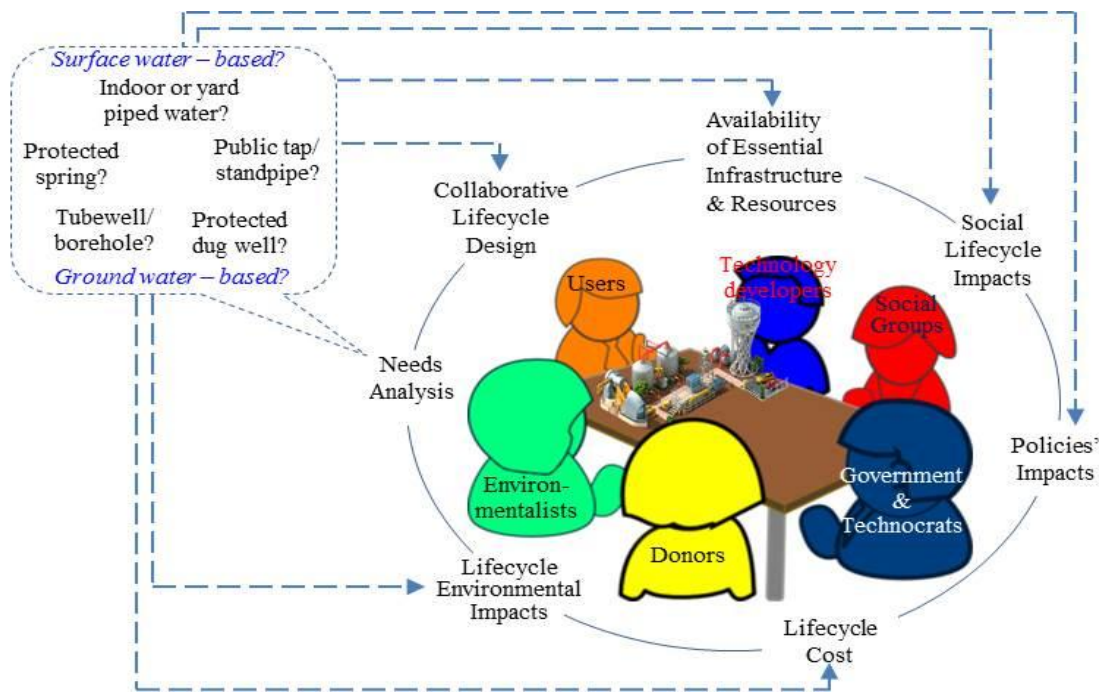 Surface water – based?
Indoor or yard
piped water?
Protected
spring?
Public tap/
standpipe?
Tubewell/
borehole?
Protected
dug well?
Ground water – based?
Availability
of Essential
Infrastructure
& Resources
Collaborative
Lifecycle
Design
Social
Lifecycle
Impacts
Users
Technology
developers
Social
Groups
Needs
Analysis
Policies’
Impacts
Environ-
mentalists
Government
&
Technocrats
Donors
Lifecycle
Environmental
Impacts
Lifecycle
Cost